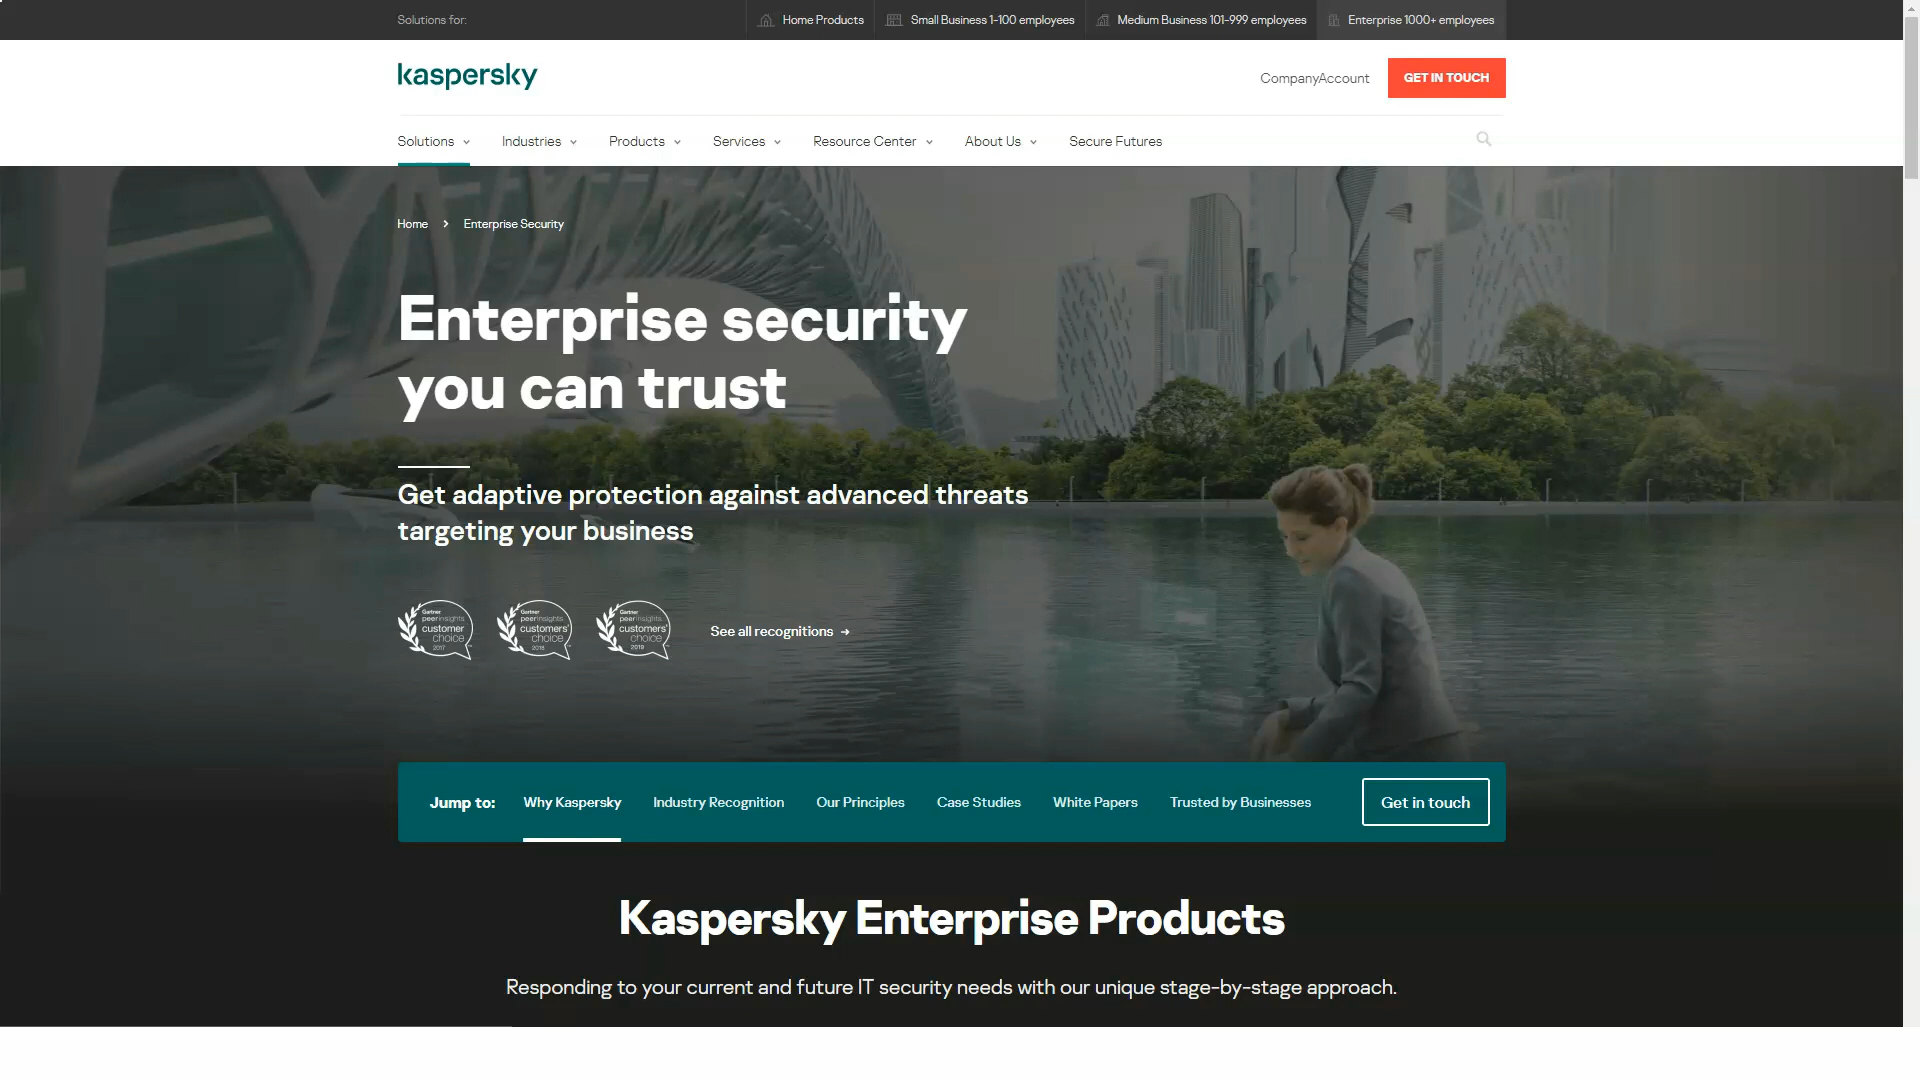 Solutions for:
Home Products
Small Business 1-100 employees
Medium Business 101-999 employees
Enterprise 1000+ employees
kaspersky
CompanyAccount
GET IN TOUCH
Solutions
Industries
Products
Services
Resource Center
About Us
Secure Futures
Home
Enterprise Security
Enterprise security
you can trust
Get adaptive protection against advanced threats
targeting your business
Gartner
peerinsights
customer
choice
2017
Gartner
peerinsights
customers'
choice
2018
Gartner
peerinsights
customers'
choice
2019
See all recognitions
Jump to:
Why Kaspersky
Industry Recognition
Our Principles
Case Studies
White Papers
Trusted by Businesses
Get in touch
Kaspersky Enterprise Products
Responding to your current and future IT security needs with our unique stage-by-stage approach.